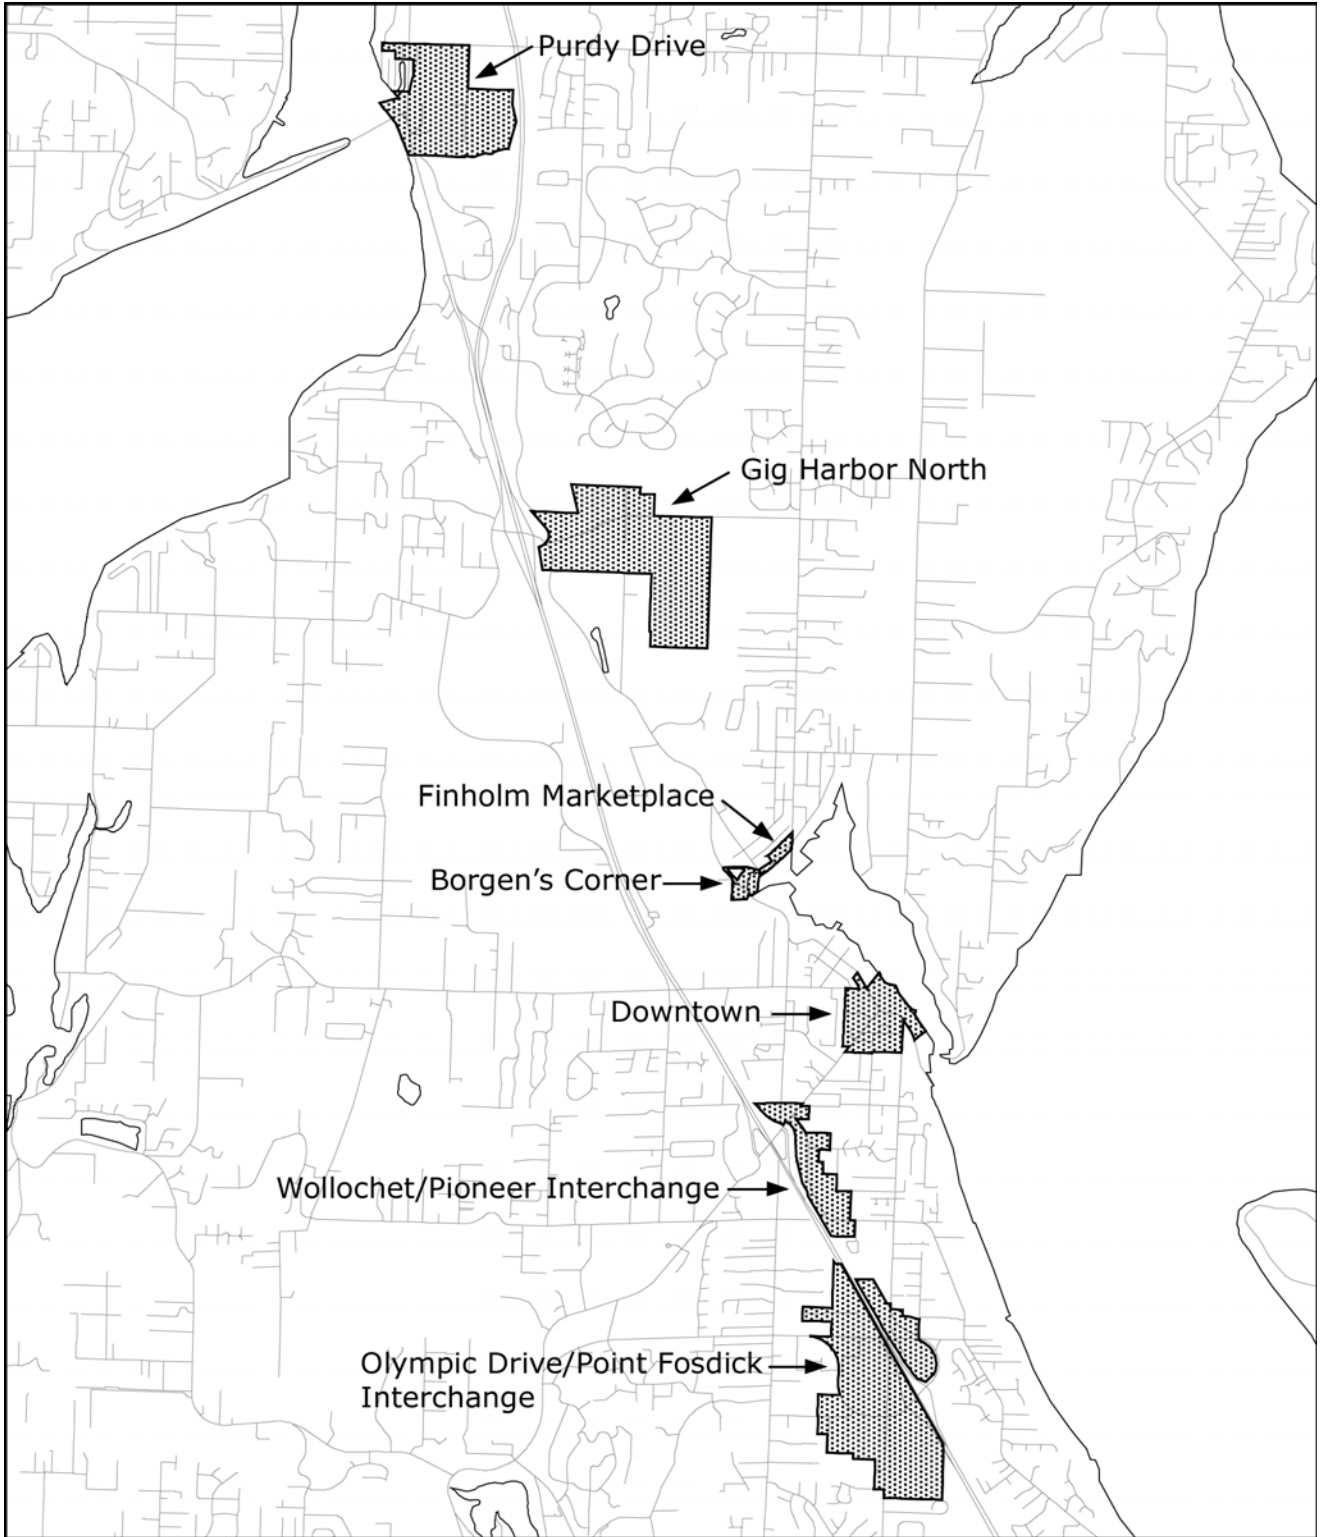 Purdy Drive
Gig Harbor North
Finholm Marketplace
Borgen's Corner
Downtown
Wollochet/Pioneer Interchange
Olympic Drive/Point Fosdick
Interchange